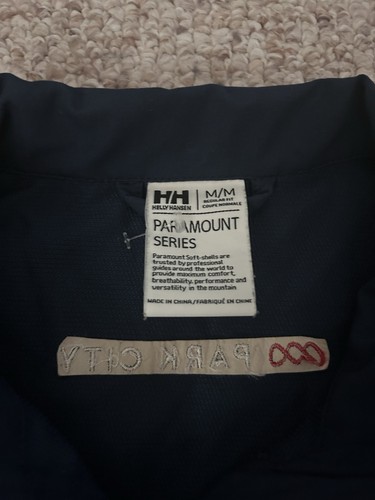 HH M/M
HELLY HANSEN REGULAR FIT
COUPE NORMALE
PARAMOUNT
SERIES
Paramount Soft-shells are
trusted by professional
guides around the world to
provide maximum comfort,
breathability, performance and
versatility in the mountain
MADE IN CHINA/FABRIQUÉ EN CHINE
PARK CITY